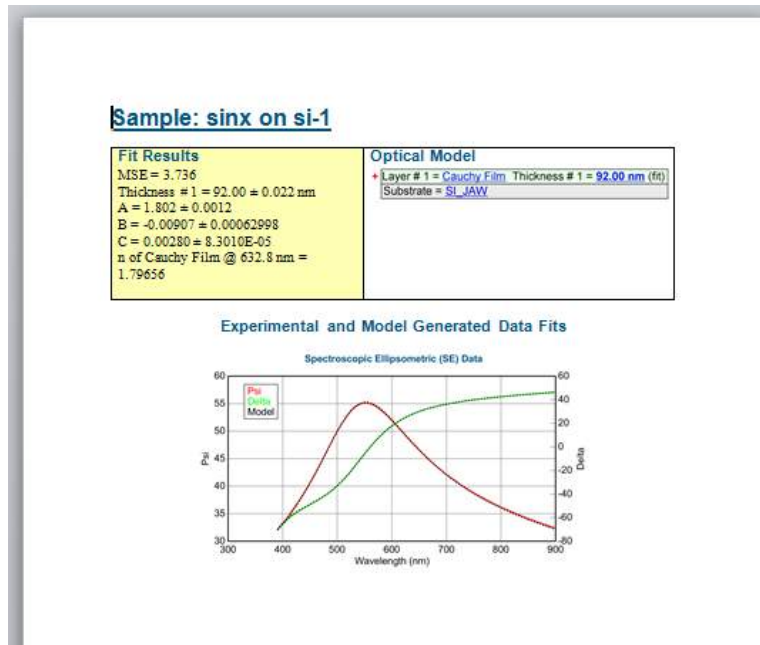 Sample: sinx on si-1
Fit Results
MSE = 3.736
Thickness # 1 = 92.00 ± 0.022 nm
A = 1.802 ± 0.0012
B = -0.00907 ± 0.00062998
C = 0.00280 ± 8.3010E-05
n of Cauchy Film @ 632.8 nm =
1.79656
Optical Model
+ Layer # 1 = Cauchy Film Thickness # 1 = 92.00 nm (fit)
Substrate = SI_JAW
Experimental and Model Generated Data Fits
Spectroscopic Ellipsometric (SE) Data
Psi
Delta
Model
Psi
60
55
50
45
40
35
30
60
40
20
0
-20
-40
-60
-80
Delta
300 400 500 600 700 800 900
Wavelength (nm)